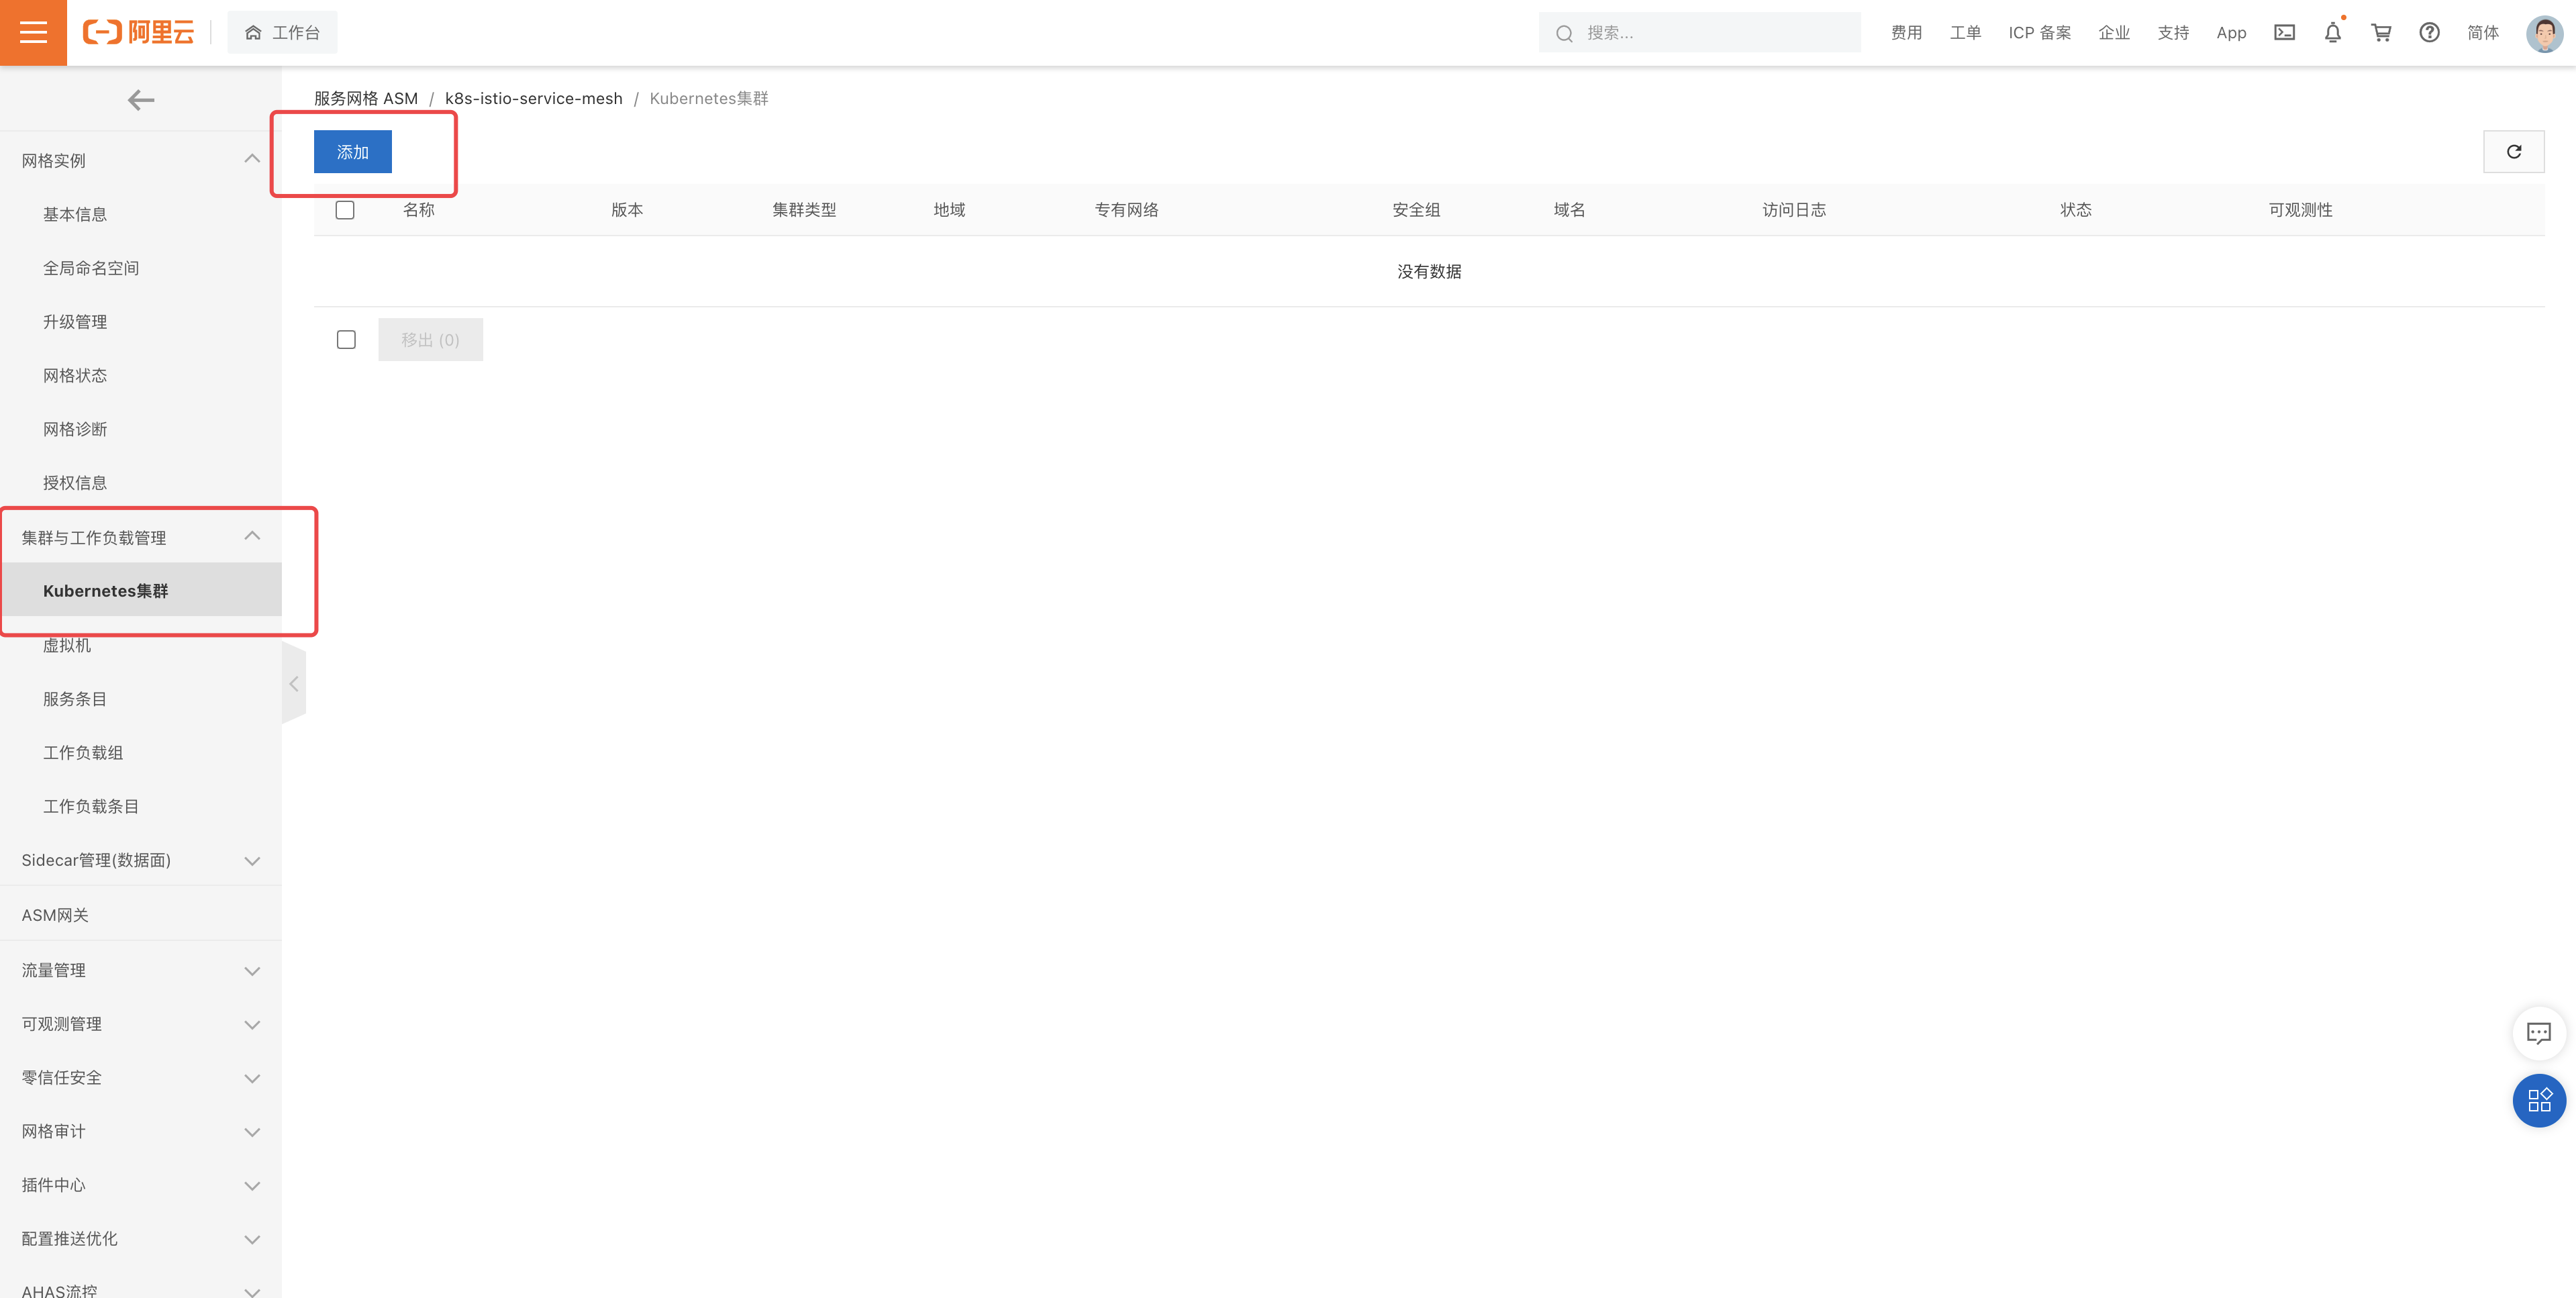 阿里云
工作台
搜索...
费用 工单 ICP 备案 企业 支持 App 简体
服务网格 ASM / k8s-istio-service-mesh / Kubernetes集群
添加
名称 版本 集群类型 地域 专有网络 安全组 域名 访问日志 状态 可观测性
没有数据
移出 (0)
网格实例
基本信息
全局命名空间
升级管理
网格状态
网格诊断
授权信息
集群与工作负载管理
Kubernetes集群
虚拟机
服务条目
工作负载组
工作负载条目
Sidecar管理(数据面)
ASM网关
流量管理
可观测管理
零信任安全
网格审计
插件中心
配置推送优化
AHAS流控